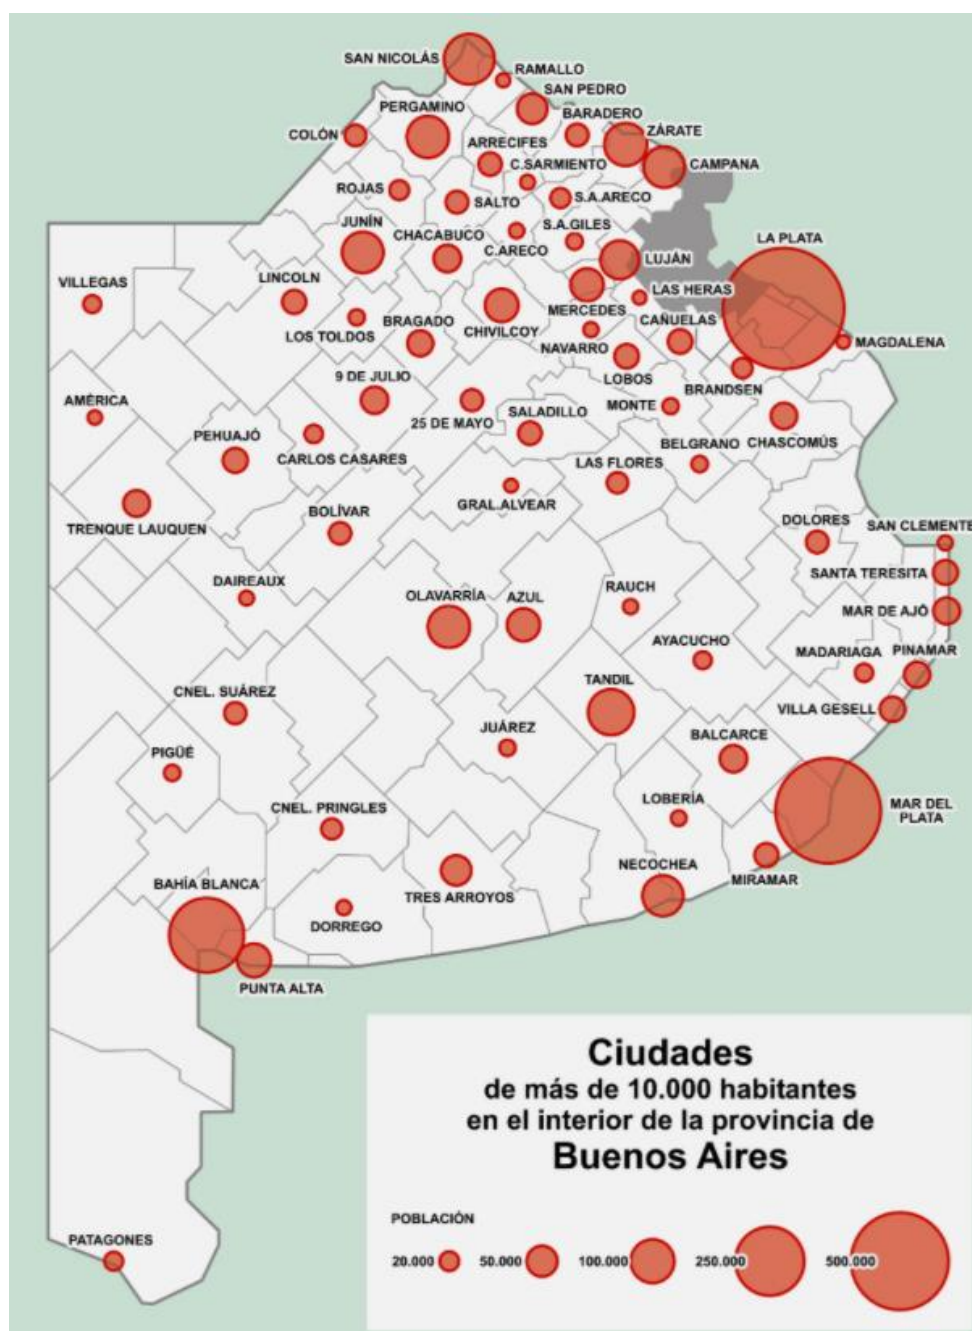 SAN NICOLÁS
RAMALLO
SAN PEDRO
PERGAMINO
BARADERO
COLÓN
ZÁRATE
ARRECIFES
C.SARMIENTO
CAMPANA
ROJAS
SALTO
S.A.ARECO
JUNÍN
CHACABUCO
S.A.GILES
C.ARECO
LA PLATA
LUJÁN
VILLEGAS
LINCOLN
LAS HERAS
MERCEDES
LOS TOLDOS
BRAGADO
CHIVILCOY
CAÑUELAS
NAVARRO
MAGDALENA
9 DE JULIO
LOBOS
BRANDSEN
AMÉRICA
25 DE MAYO
SALADILLO
MONTE
PEHUAJÓ
CARLOS CASARES
BELGRANO
CHASCOMÚS
LAS FLORES
GRAL.ALVEAR
TRENQUE LAUQUEN
BOLÍVAR
DOLORES
SAN CLEMENTE
DAIREAUX
SANTA TERESITA
OLAVARRÍA
AZUL
RAUCH
MAR DE AJÓ
AYACUCHO
MADARIAGA
PINAMAR
CNEL. SUÁREZ
TANDIL
VILLA GESELL
JUÁREZ
BALCARCE
PIGÜÉ
CNEL. PRINGLES
LOBERÍA
MAR DEL
PLATA
NECOCHEA
MIRAMAR
BAHÍA BLANCA
TRES ARROYOS
DORREGO
PUNTA ALTA
Ciudades
de más de 10.000 habitantes
en el interior de la provincia de
Buenos Aires
POBLACIÓN
20.000 50.000 100.000 250.000 500.000
PATAGONES